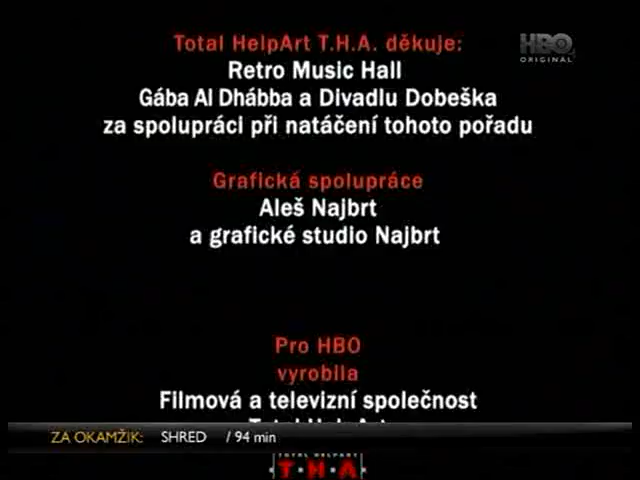 Total HelpArt T.H.A. děkuje:
HBO
ORIGINAL
Retro Music Hall
Gába Al Dhábba a Divadlu Dobeška
za spolupráci při natáčení tohoto pořadu
Grafická spolupráce
Aleš Najbrt
a grafické studio Najbrt
Pro HBO
vyrobila
Filmová a televizní společnost
Total HelpArt
ZA OKAMŽIK: SHRED / 94 min
TOTAL HELPART
T·H·A